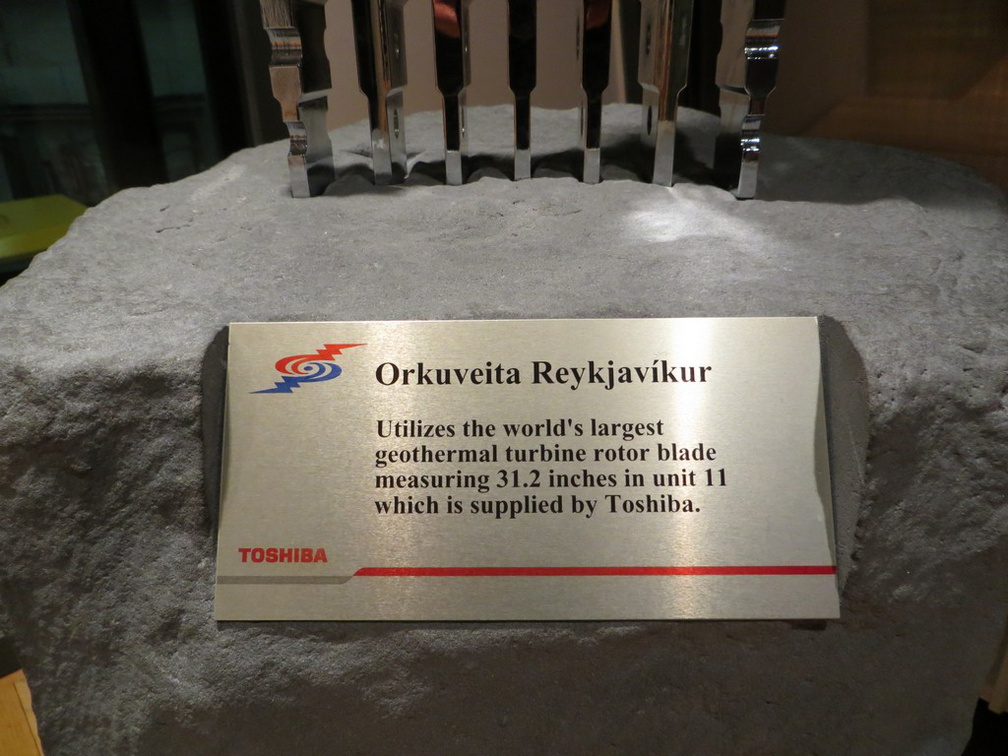 Orkuveita Reykjavíkur
Utilizes the world's largest
geothermal turbine rotor blade
measuring 31.2 inches in unit 11
which is supplied by Toshiba.
TOSHIBA